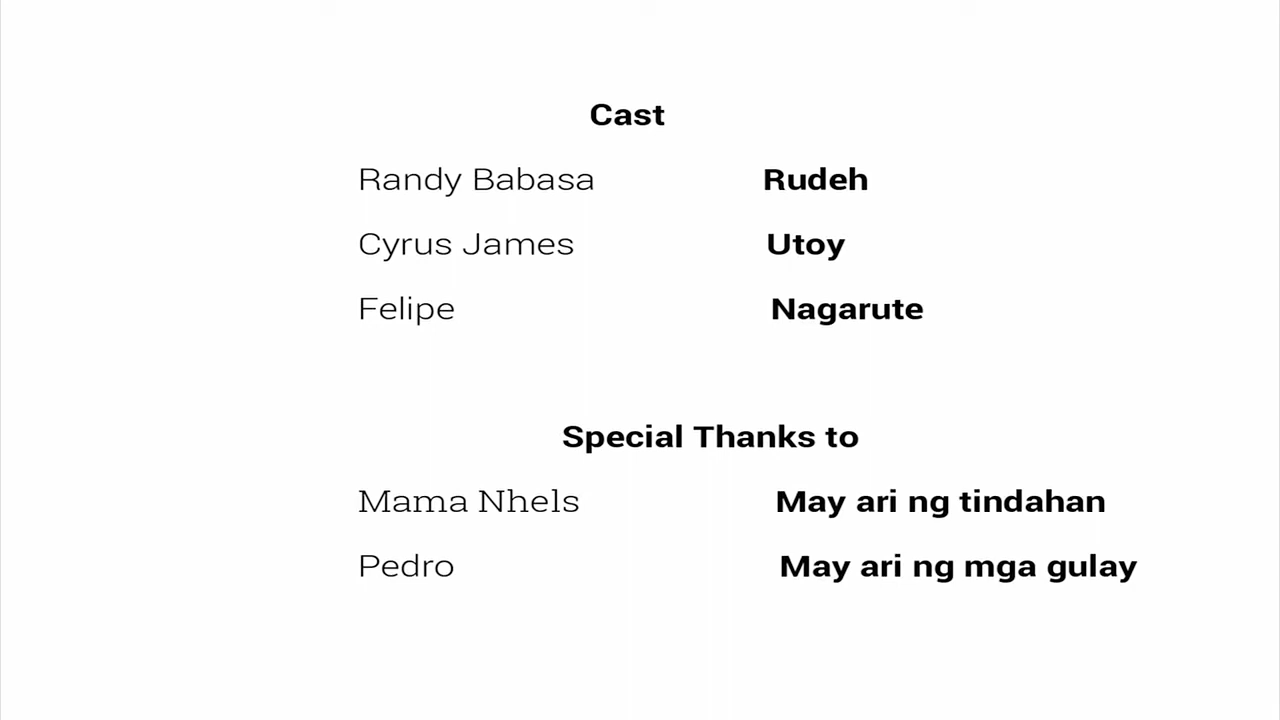 Cast
Randy Babasa Rudeh
Cyrus James Utoy
Felipe Nagarute
Special Thanks to
Mama Nhels May ari ng tindahan
Pedro May ari ng mga gulay